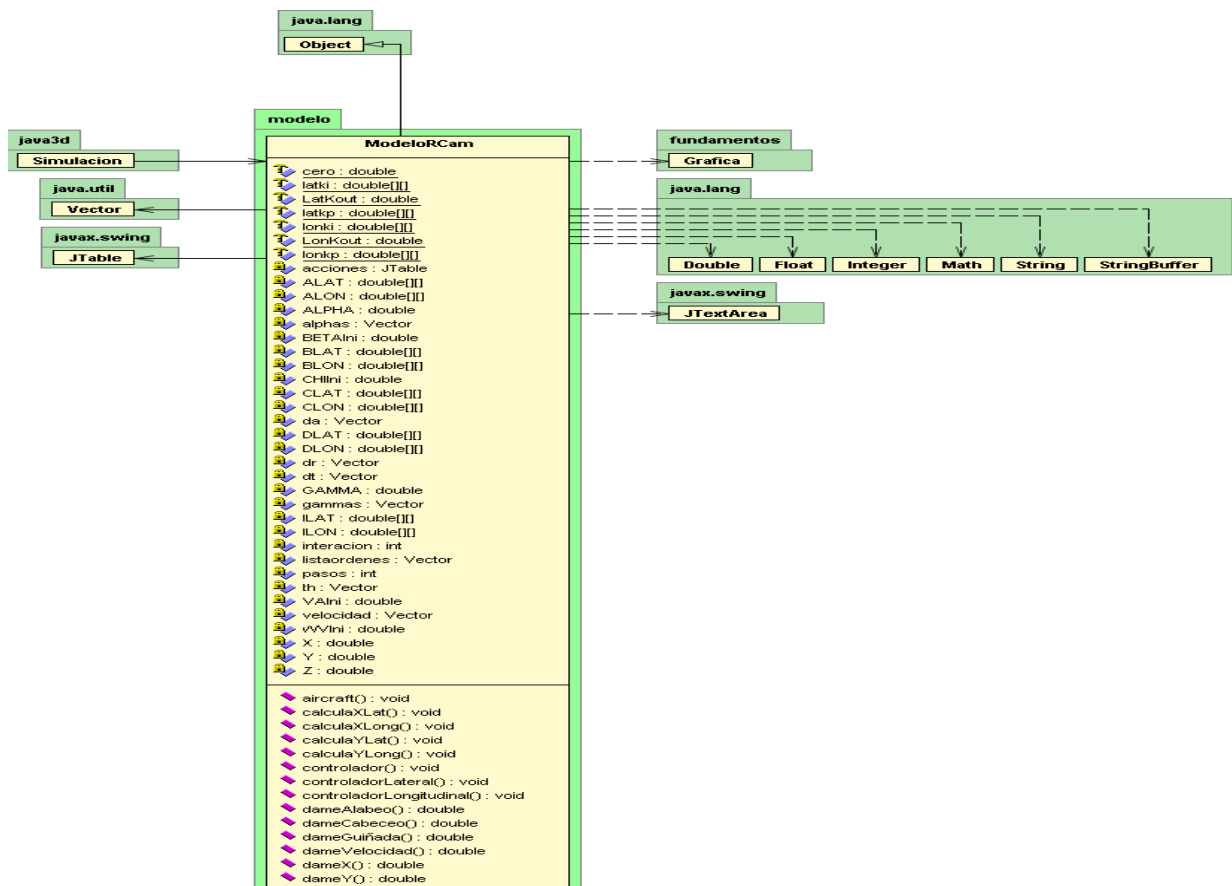 java.lang
Object
modelo
ModeloRCam
java3d
Simulacion
java.util
Vector
javax.swing
JTable
cero : double
latki : double[][]
LatKout : double
latkp : double[][]
lonki : double[][]
LonKout : double
lonkp : double[][]
acciones : JTable
ALAT : double[][]
ALON : double[][]
ALPHA : double
alphas : Vector
BETAIni : double
BLAT : double[][]
BLON : double[][]
CHIIni : double
CLAT : double[][]
CLON : double[][]
da : Vector
DLAT : double[][]
DLON : double[][]
dr : Vector
dt : Vector
GAMMA : double
gammas : Vector
ILAT : double[][]
ILON : double[][]
interacion : int
listaordenes : Vector
pasos : int
th : Vector
VAIni : double
velocidad : Vector
WVIni : double
X : double
Y : double
Z : double
aircraft() : void
calculaXLat() : void
calculaXLong() : void
calculaYLat() : void
calculaYLong() : void
controlador() : void
controladorLateral() : void
controladorLongitudinal() : void
dameAlabeo() : double
dameCabeceo() : double
dameGuiñada() : double
dameVelocidad() : double
dameX() : double
dameY() : double
fundamentos
Grafica
java.lang
Double
Float
Integer
Math
String
StringBuffer
javax.swing
JTextArea